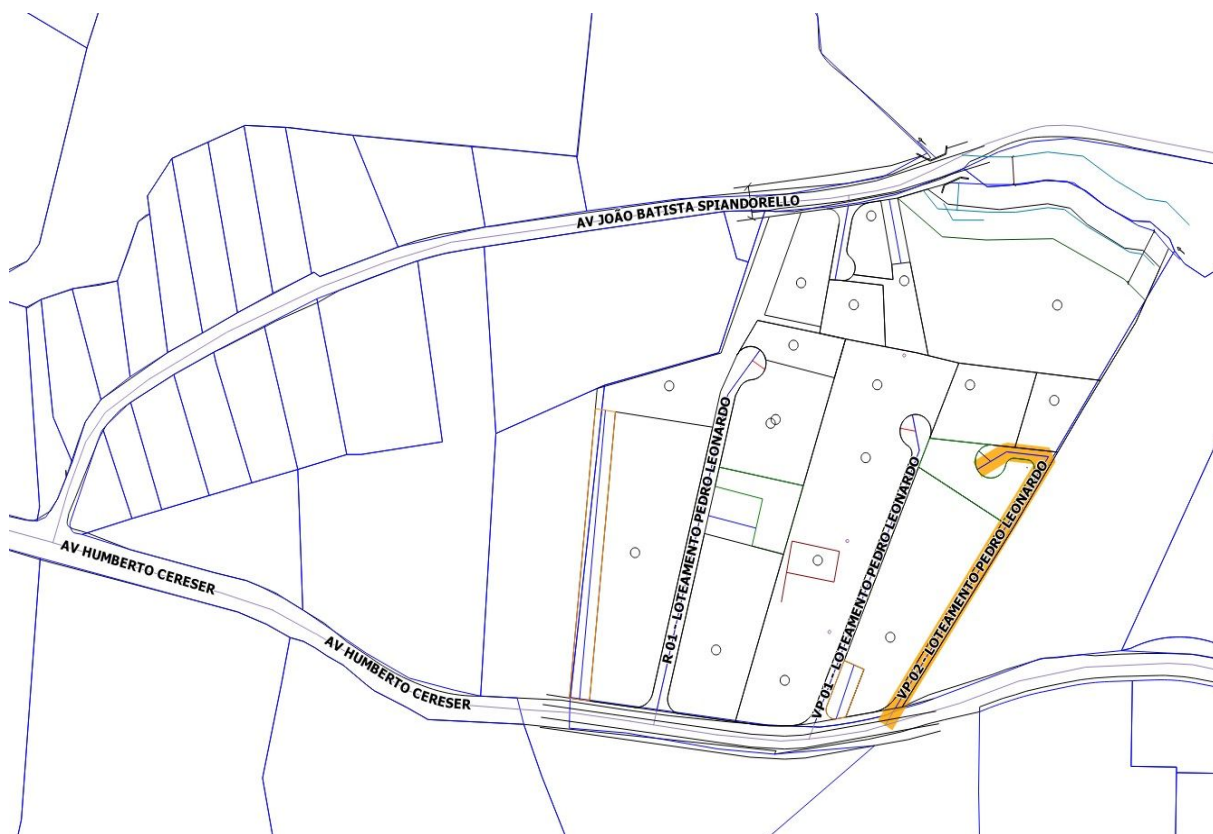 AV JOÃO BATISTA SPIANDORELLO
R 01 - LOTEAMENTO PEDRO LEONARDO
VP 01 - LOTEAMENTO PEDRO LEONARDO
VP 02 - LOTEAMENTO PEDRO LEONARDO
AV HUMBERTO CERESER
AV HUMBERTO CERESER